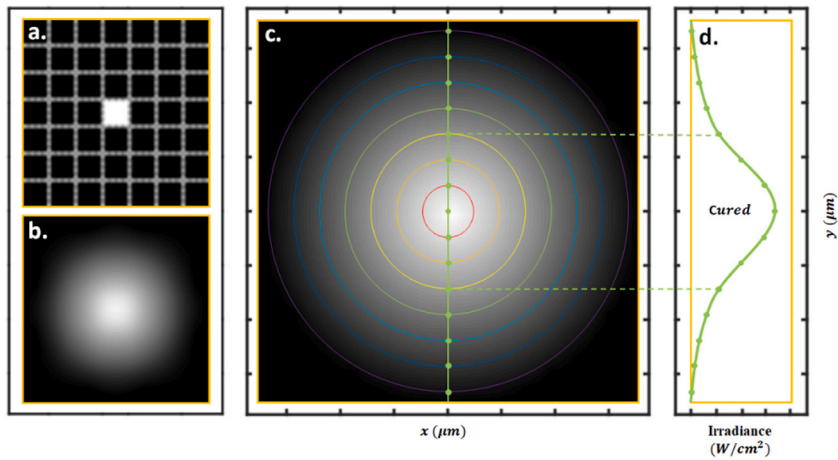 a.
b.
c.
d.
Cured
x (μm)
y (μm)
Irradiance
(W/cm²)